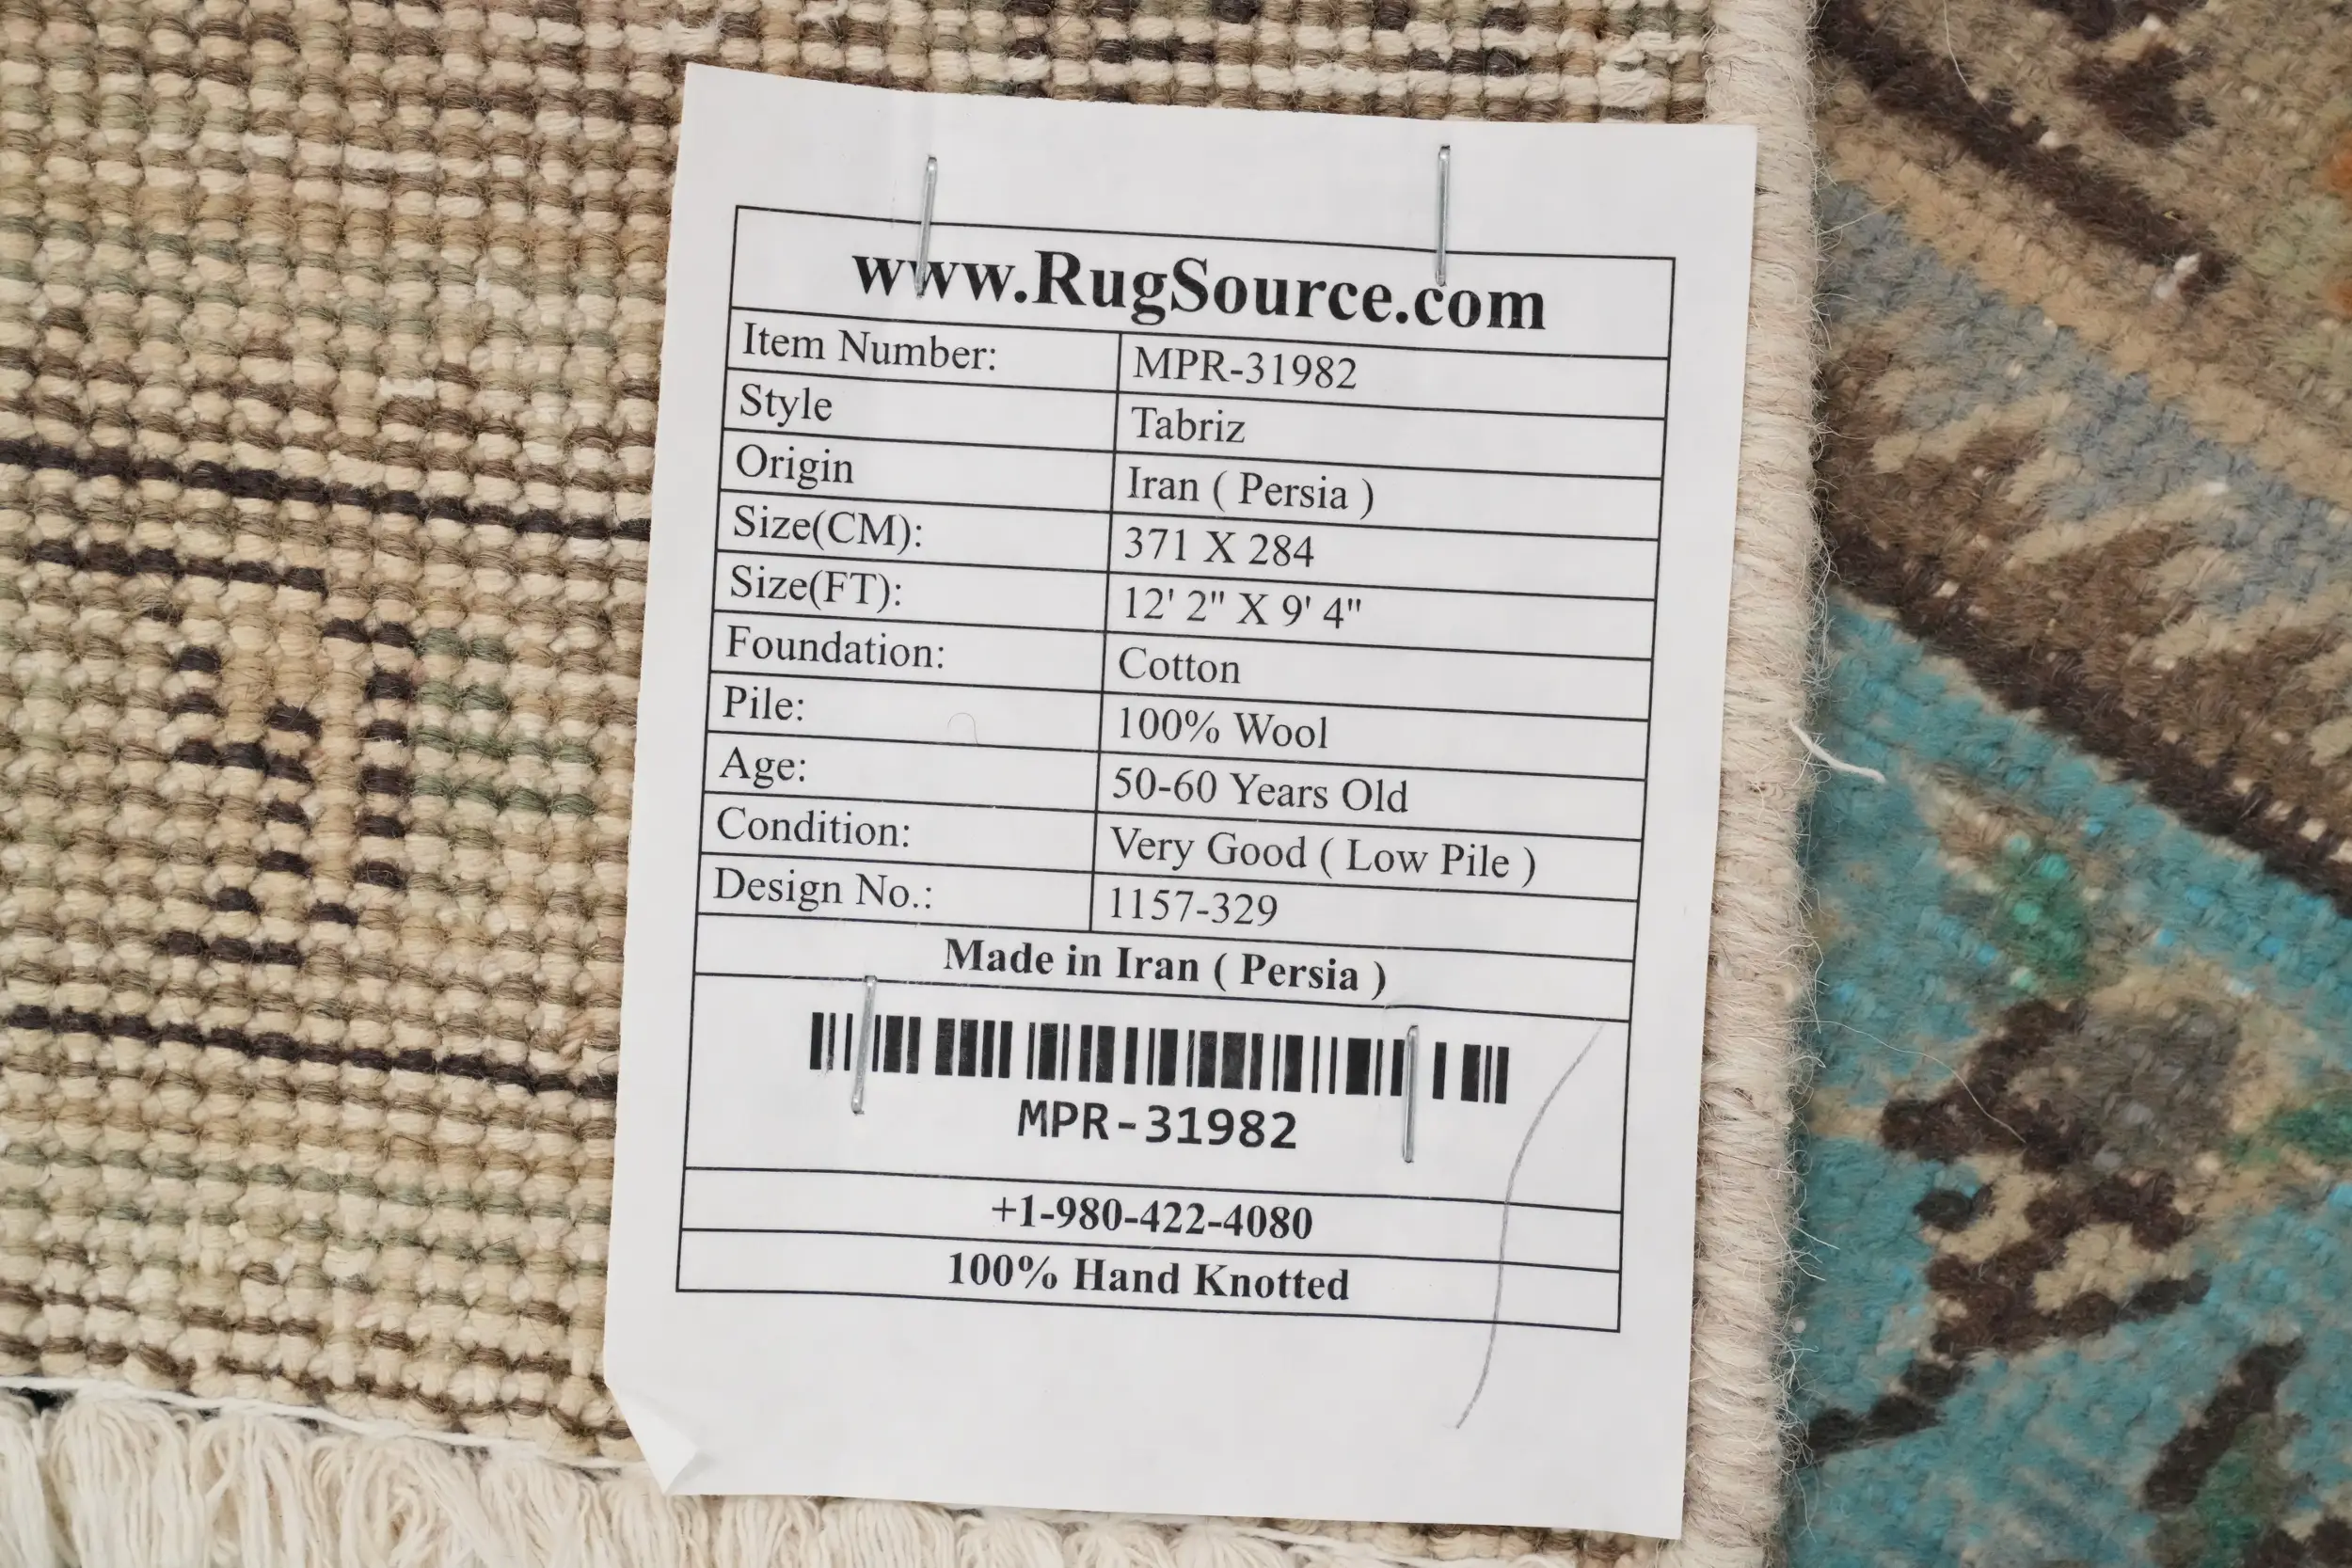 www.RugSource.com
Item Number: MPR-31982
Style Tabriz
Origin Iran ( Persia )
Size(CM): 371 X 284
Size(FT): 12' 2" X 9' 4"
Foundation: Cotton
Pile: 100% Wool
Age: 50-60 Years Old
Condition: Very Good ( Low Pile )
Design No.: 1157-329
Made in Iran ( Persia )
MPR-31982
+1-980-422-4080
100% Hand Knotted